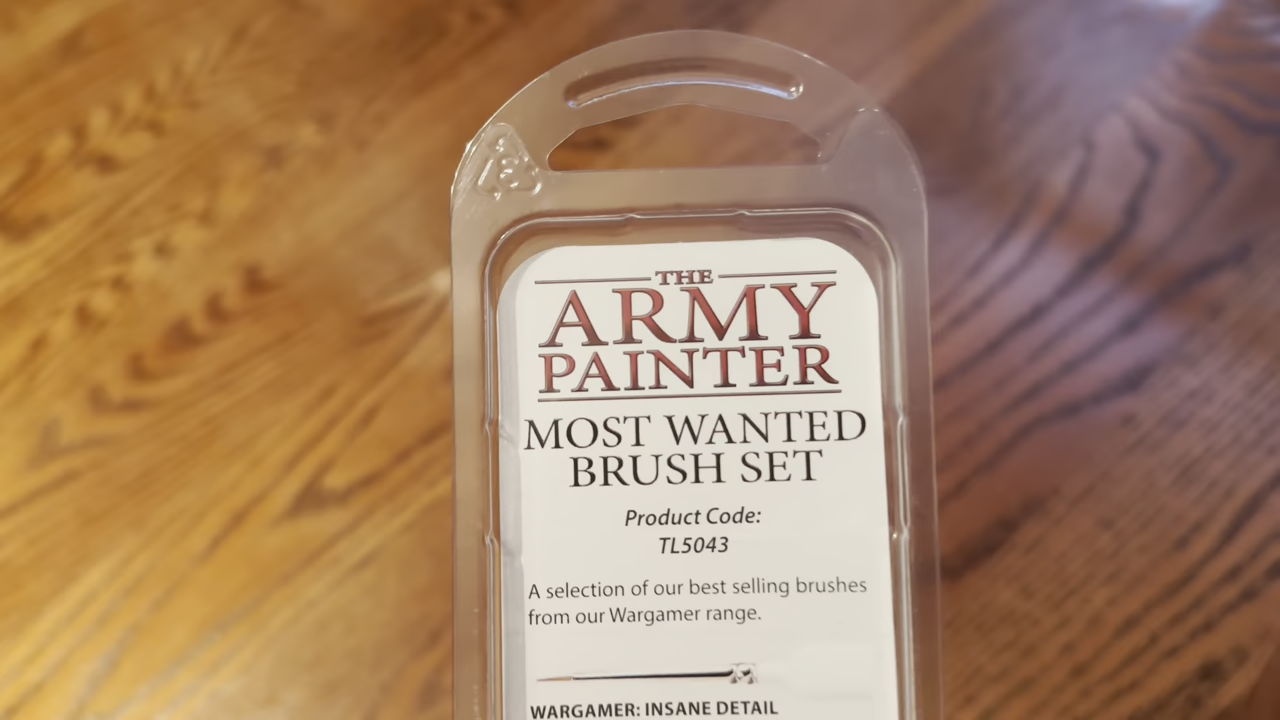 THE
ARMY
PAINTER
MOST WANTED
BRUSH SET
Product Code:
TL5043
A selection of our best selling brushes
from our Wargamer range.
WARGAMER: INSANE DETAIL